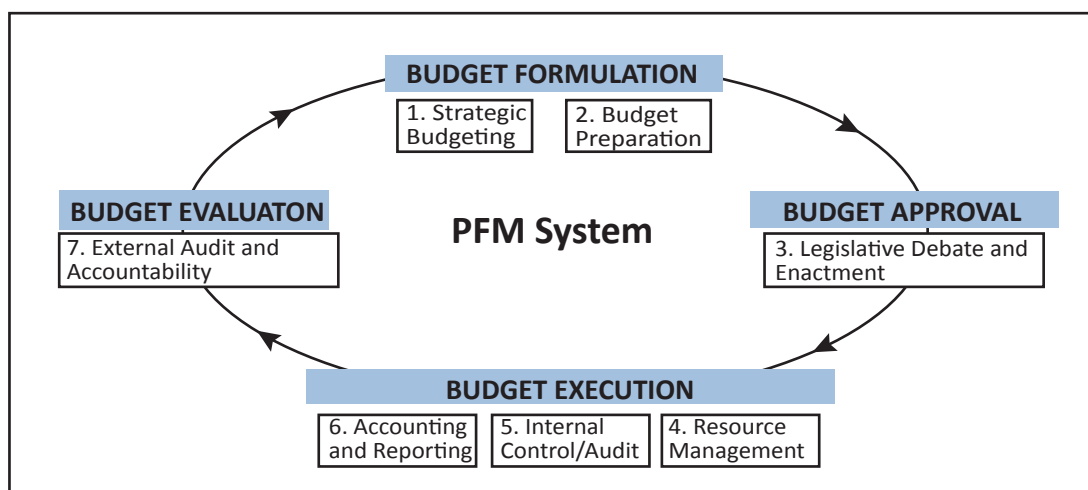 BUDGET FORMULATION
1. Strategic
Budgeting
2. Budget
Preparation
BUDGET EVALUATON
7. External Audit and
Accountability
PFM System
BUDGET APPROVAL
3. Legislative Debate and
Enactment
BUDGET EXECUTION
6. Accounting
and Reporting
5. Internal
Control/Audit
4. Resource
Management